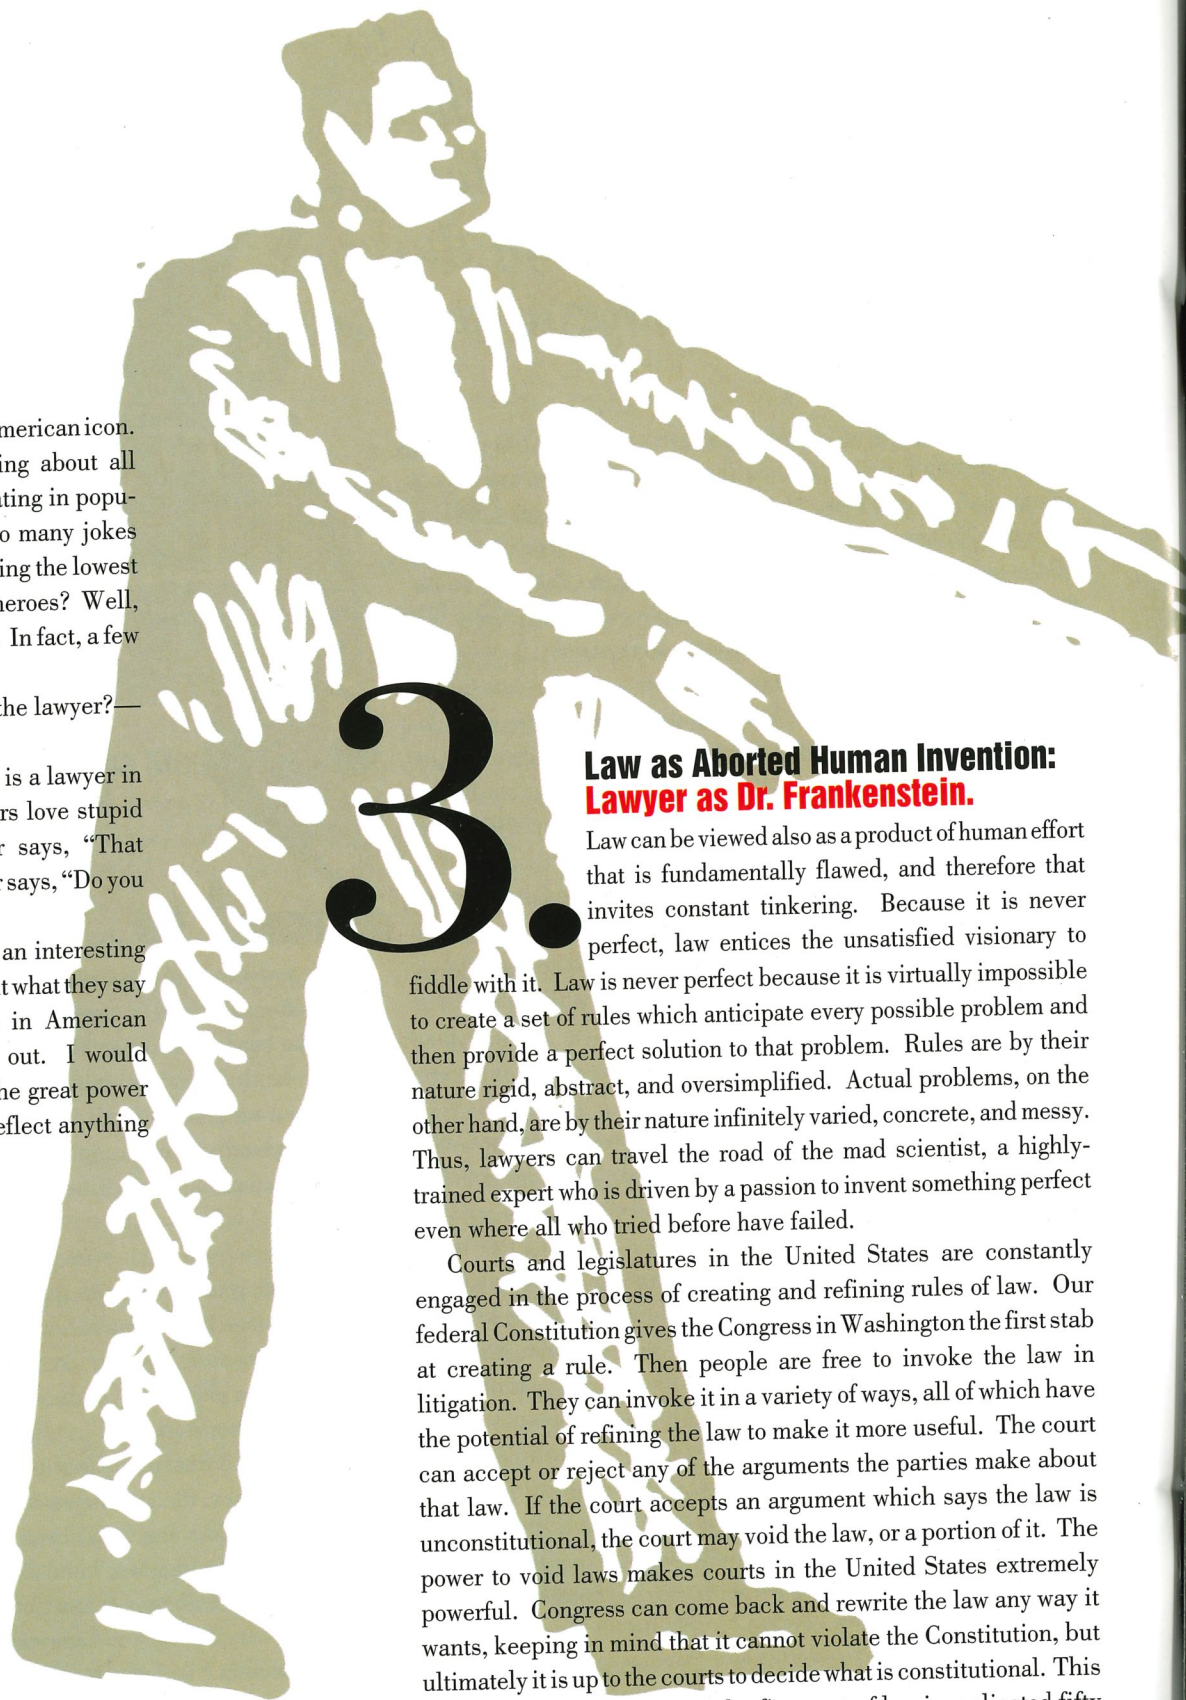 merican icon.
ing about all
ting in popu-
o many jokes
ing the lowest
heroes? Well,
In fact, a few
the lawyer?—
is a lawyer in
rs love stupid
r says, “That
says, “Do you
an interesting
t what they say
in American
out. I would
he great power
eflect anything
3.
Law as Aborted Human Invention:
Lawyer as Dr. Frankenstein.
Law can be viewed also as a product of human effort
that is fundamentally flawed, and therefore that
invites constant tinkering. Because it is never
perfect, law entices the unsatisfied visionary to
fiddle with it. Law is never perfect because it is virtually impossible
to create a set of rules which anticipate every possible problem and
then provide a perfect solution to that problem. Rules are by their
nature rigid, abstract, and oversimplified. Actual problems, on the
other hand, are by their nature infinitely varied, concrete, and messy.
Thus, lawyers can travel the road of the mad scientist, a highly-
trained expert who is driven by a passion to invent something perfect
even where all who tried before have failed.
Courts and legislatures in the United States are constantly
engaged in the process of creating and refining rules of law. Our
federal Constitution gives the Congress in Washington the first stab
at creating a rule. Then people are free to invoke the law in
litigation. They can invoke it in a variety of ways, all of which have
the potential of refining the law to make it more useful. The court
can accept or reject any of the arguments the parties make about
that law. If the court accepts an argument which says the law is
unconstitutional, the court may void the law, or a portion of it. The
power to void laws makes courts in the United States extremely
powerful. Congress can come back and rewrite the law any way it
wants, keeping in mind that it cannot violate the Constitution, but
ultimately it is up to the courts to decide what is constitutional. This